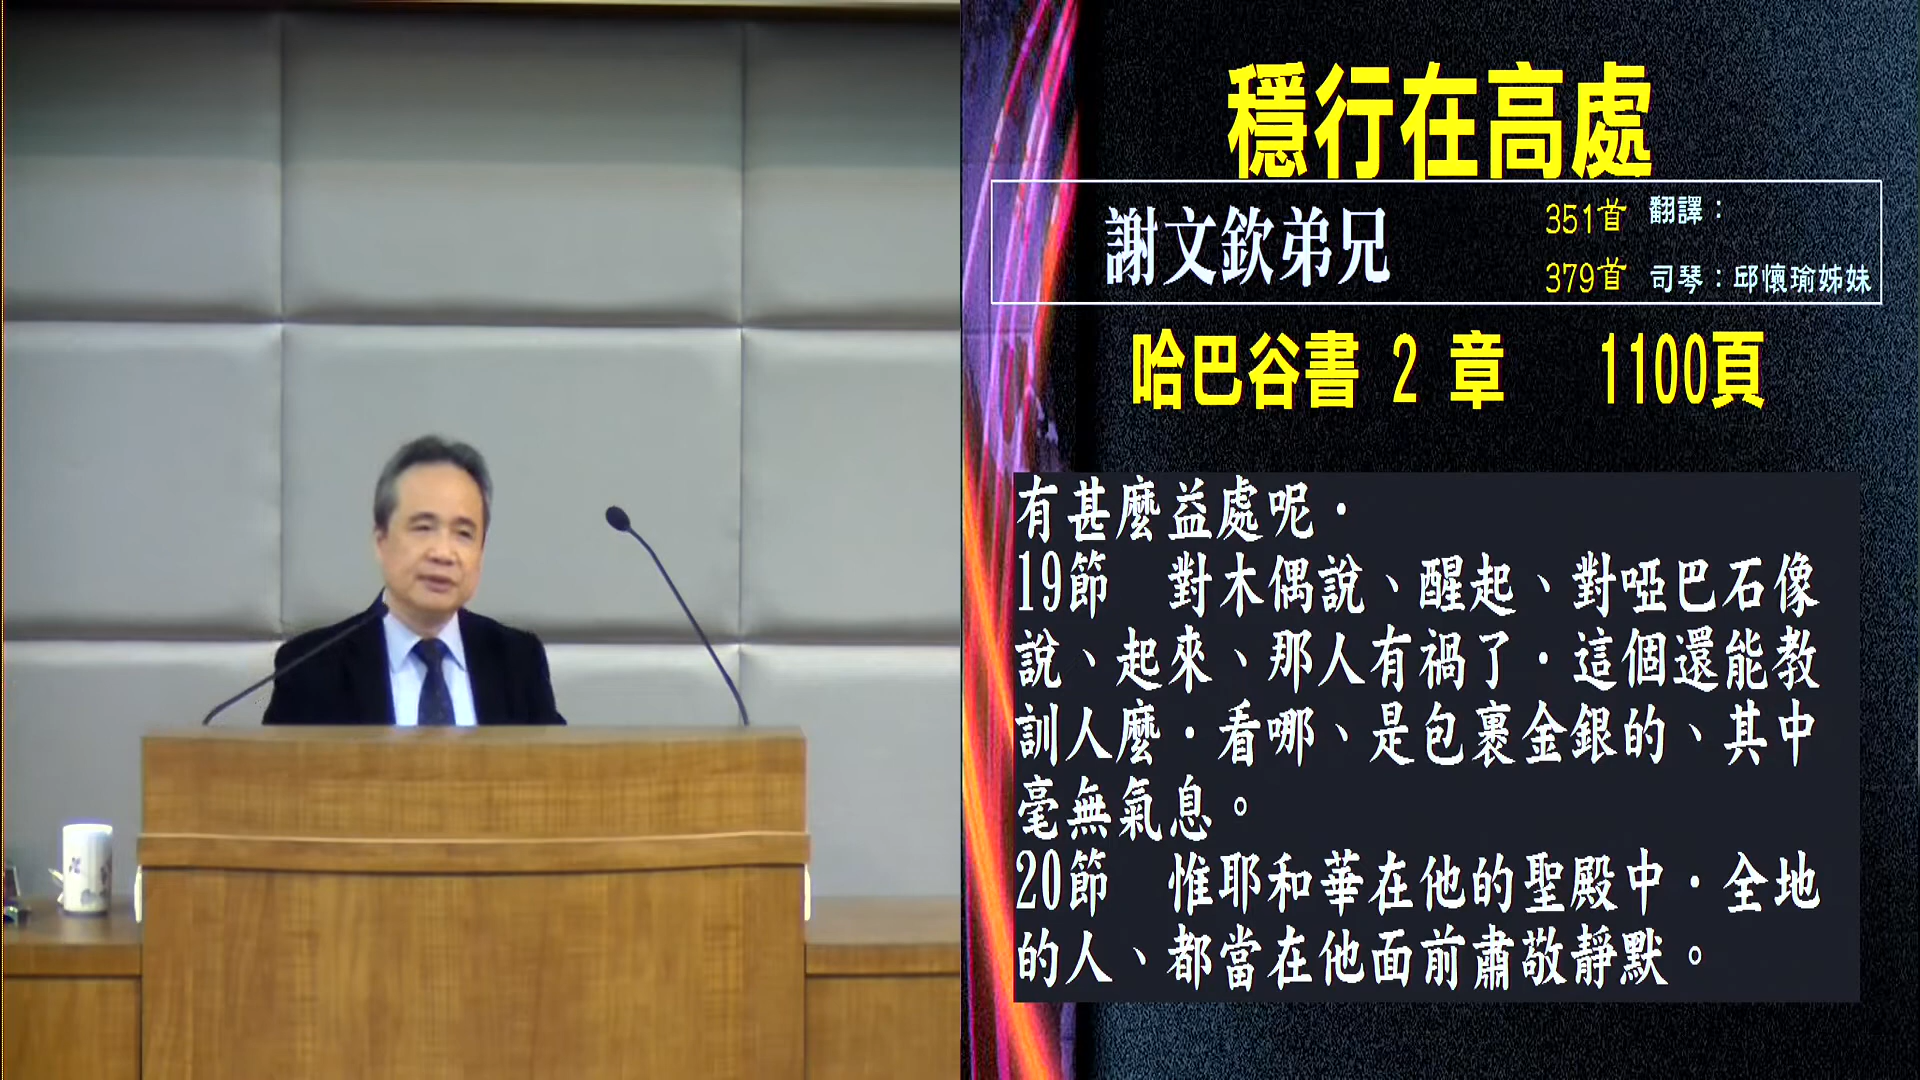 穩行在高處
謝文欽弟兄
351首 翻譯：
379首 司琴：邱懷瑜姊妹
哈巴谷書 2 章 1100頁
有甚麼益處呢．
19節 對木偶說、醒起、對啞巴石像
說、起來、那人有禍了．這個還能教
訓人麼．看哪、是包裹金銀的、其中
毫無氣息。
20節 惟耶和華在他的聖殿中．全地
的人、都當在他面前肅敬靜默。